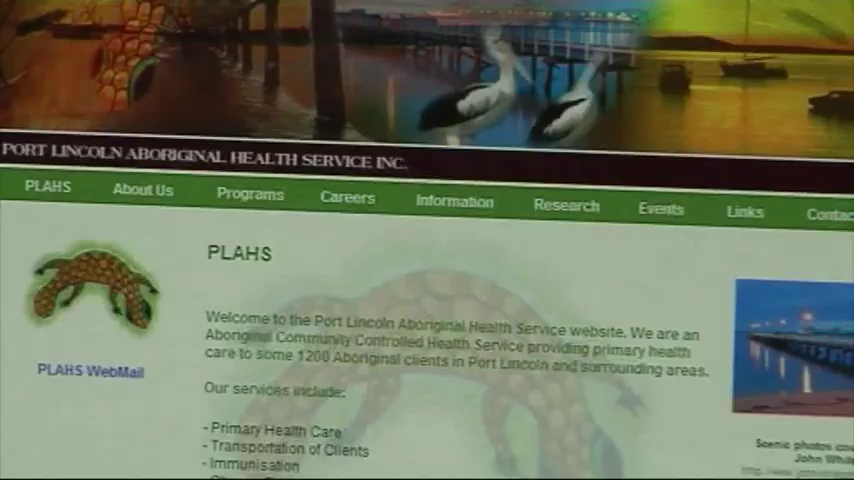 PORT LINCOLN ABORIGINAL HEALTH SERVICE INC.
PLAHS About Us Programs Careers Information Research Events Links
PLAHS
Welcome to the Port Lincoln Aboriginal Health Service website. We are an
Aboriginal Community Controlled Health Service providing primary health
care to some 1200 Aboriginal clients in Port Lincoln and surrounding areas.
PLAHS WebMail
Our services include:
- Primary Health Care
- Transportation of Clients
- Immunisation
Scenic photos
John